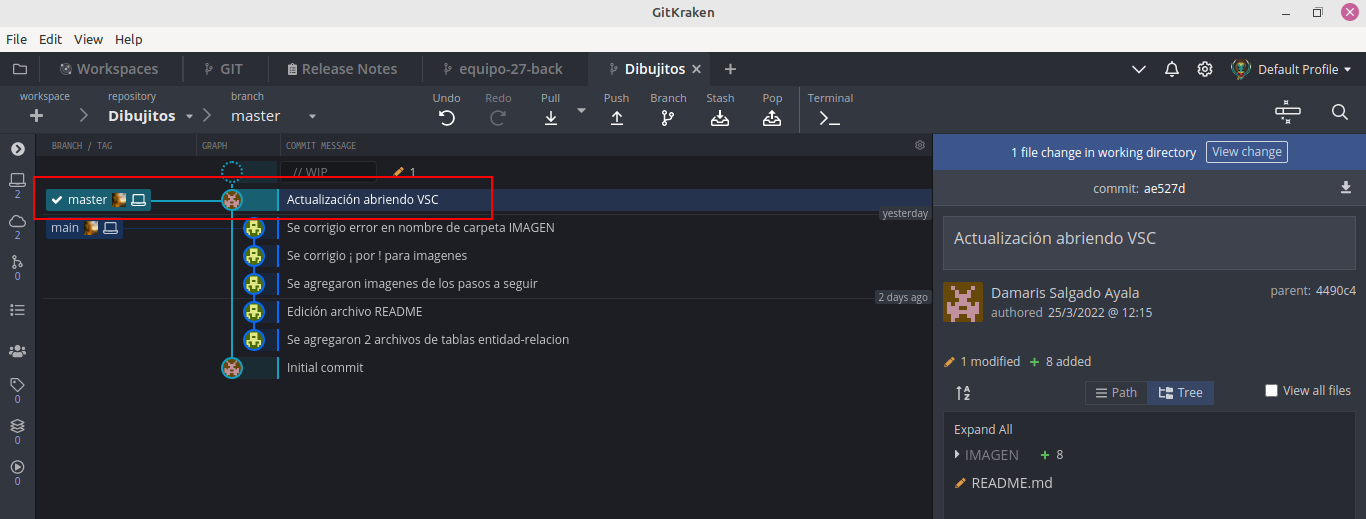 GitKraken
File Edit View Help
Workspaces GIT Release Notes equipo-27-back Dibujitos Default Profile
workspace repository branch
Dibujitos master
Undo Redo Pull Push Branch Stash Pop Terminal
BRANCH / TAG GRAPH COMMIT MESSAGE
// WIP 1
master Actualización abriendo VSC
yesterday
main Se corrigio error en nombre de carpeta IMAGEN
Se corrigio ¡ por ! para imagenes
Se agregaron imagenes de los pasos a seguir
2 days ago
Edición archivo README
Se agregaron 2 archivos de tablas entidad-relacion
Initial commit
2
2
0
0
0
0
1 file change in working directory View change
commit: ae527d
Actualización abriendo VSC
Damaris Salgado Ayala parent: 4490c4
authored 25/3/2022 @ 12:15
1 modified + 8 added
A Z Path Tree View all files
Expand All
IMAGEN + 8
README.md